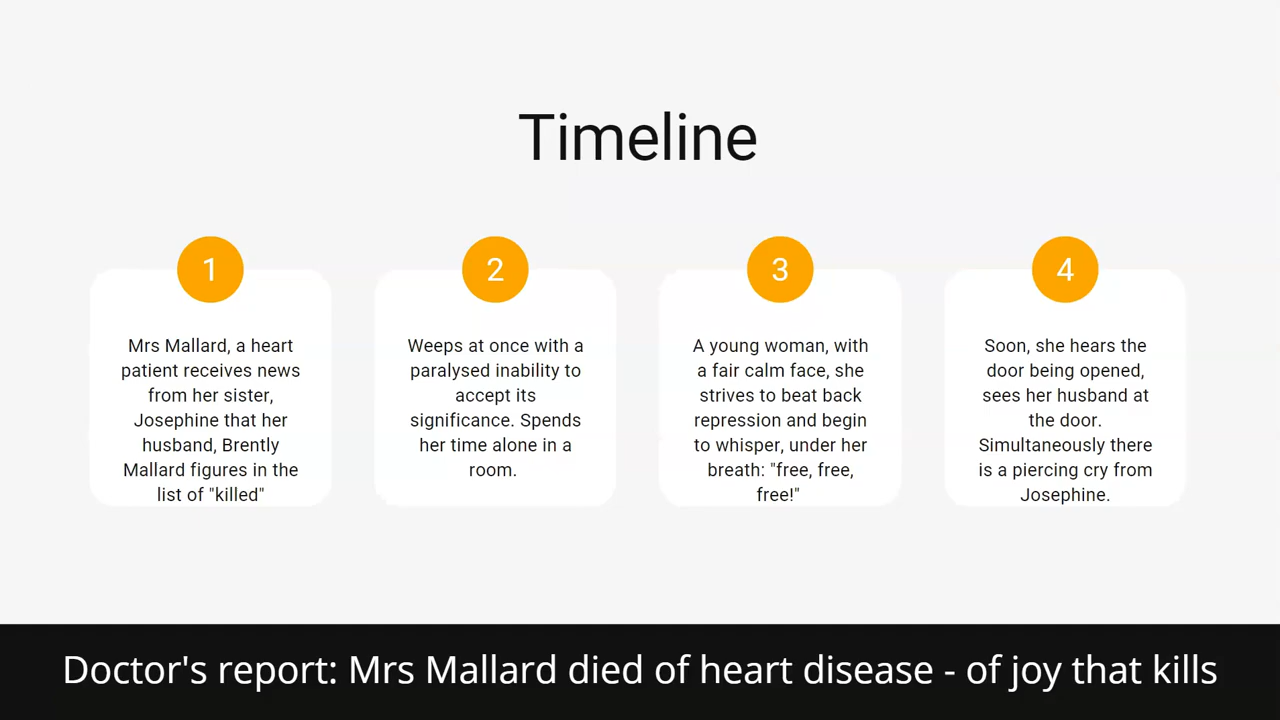 Timeline
1
Mrs Mallard, a heart
patient receives news
from her sister,
Josephine that her
husband, Brently
Mallard figures in the
list of "killed"
2
Weeps at once with a
paralysed inability to
accept its
significance. Spends
her time alone in a
room.
3
A young woman, with
a fair calm face, she
strives to beat back
repression and begin
to whisper, under her
breath: "free, free,
free!"
4
Soon, she hears the
door being opened,
sees her husband at
the door.
Simultaneously there
is a piercing cry from
Josephine.
Doctor's report: Mrs Mallard died of heart disease - of joy that kills